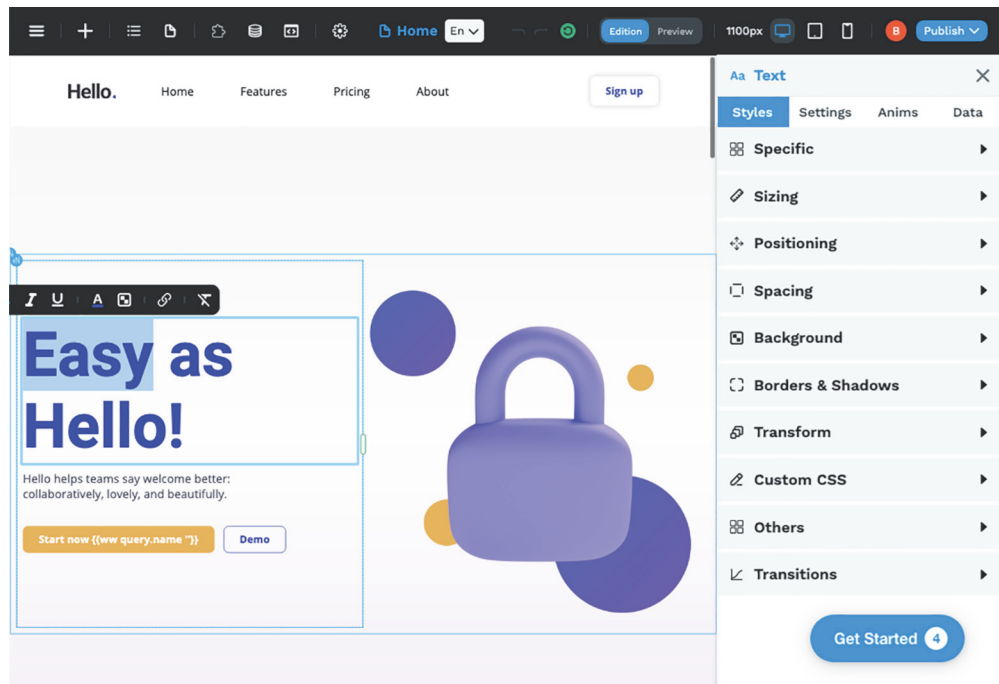 Home En Edition Preview 1100px B Publish
Hello. Home Features Pricing About Sign up
Aa Text
Styles Settings Anims Data
Specific
Sizing
Positioning
Spacing
Background
Borders & Shadows
Transform
Custom CSS
Others
Transitions
I U A
Easy as
Hello!
Hello helps teams say welcome better:
collaboratively, lovely, and beautifully.
Start now {{ww query.name "}} Demo
Get Started 4